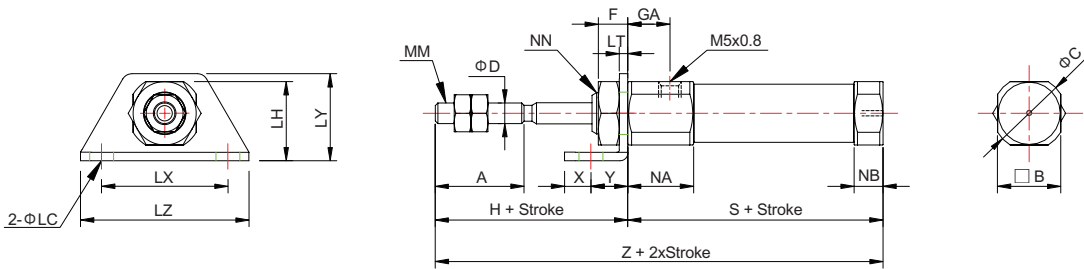 F
GA
LT
M5x0.8
NN
MM
ΦD
ΦC
LH
LY
LX
LZ
2-ΦLC
A
X
Y
NA
NB
□B
H + Stroke
S + Stroke
Z + 2xStroke